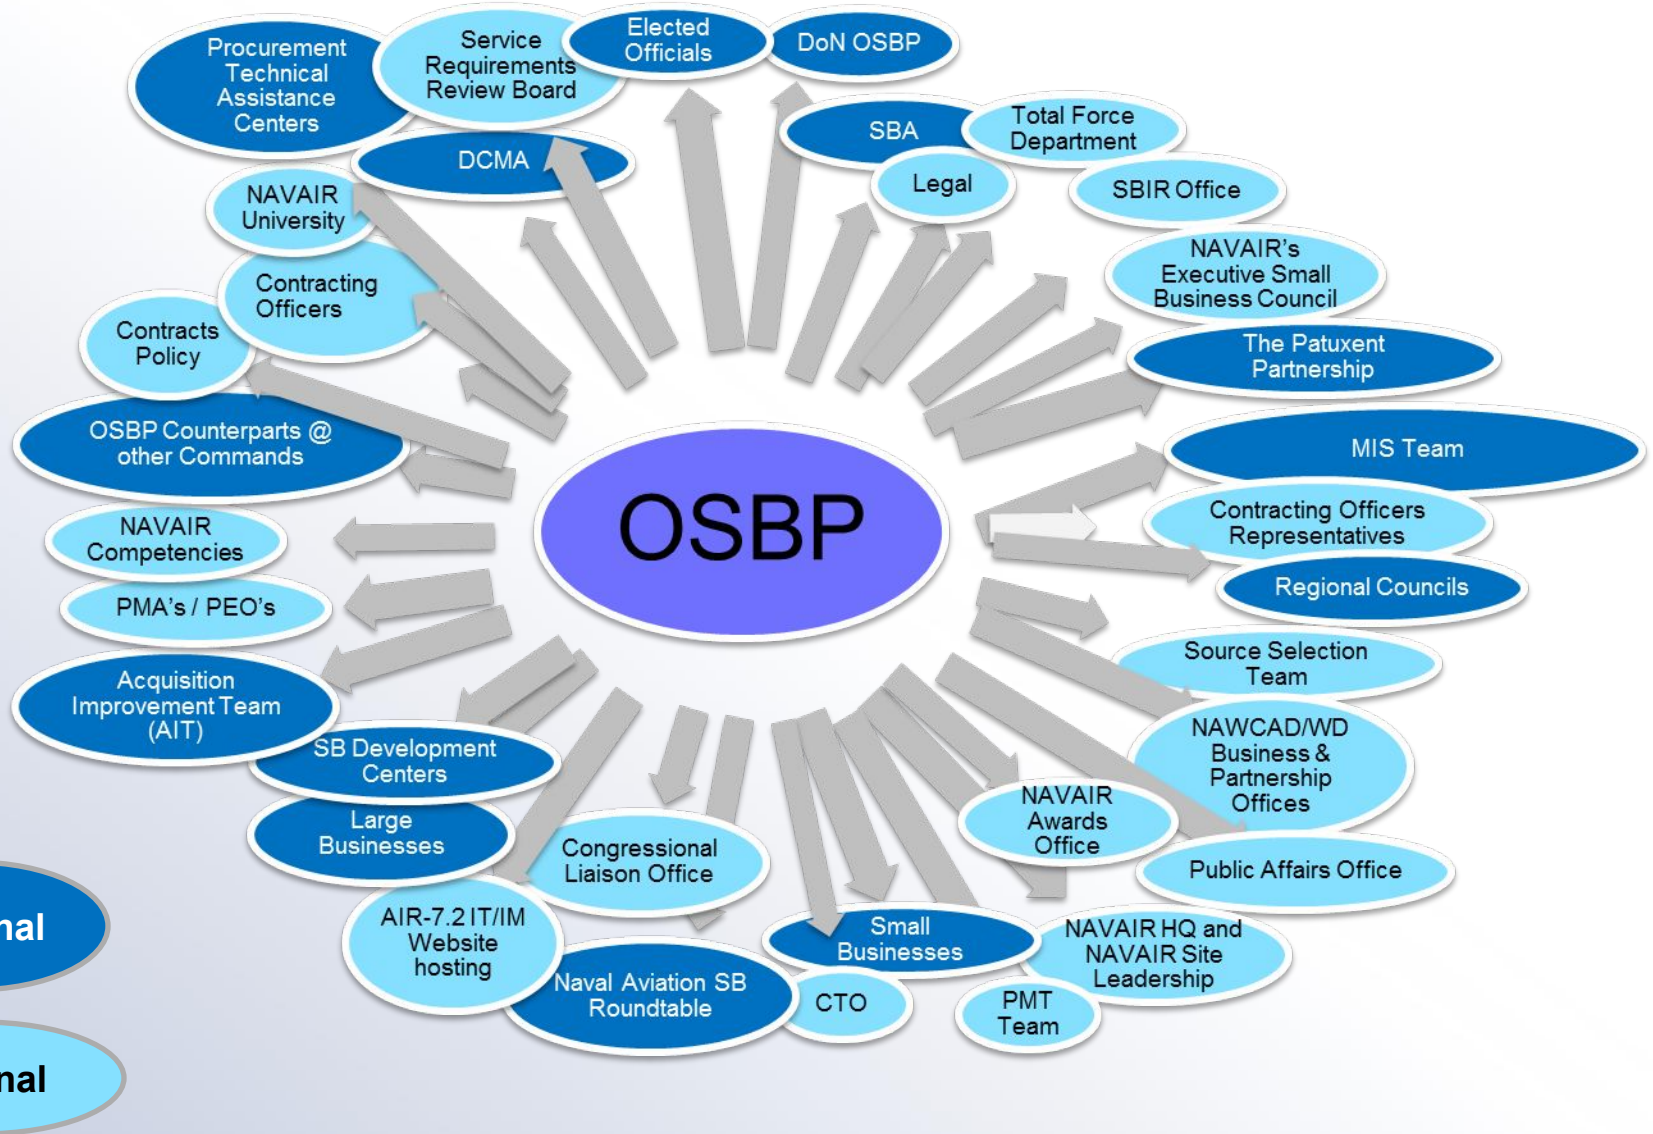 Procurement
Technical
Assistance
Centers
Service
Requirements
Review Board
Elected
Officials
DoN OSBP
DCMA
SBA
Total Force
Department
Legal
SBIR Office
NAVAIR
University
NAVAIR’s
Executive Small
Business Council
Contracting
Officers
Contracts
Policy
The Patuxent
Partnership
OSBP Counterparts @
other Commands
MIS Team
OSBP
NAVAIR
Competencies
Contracting Officers
Representatives
PMA’s / PEO’s
Regional Councils
Acquisition
Improvement Team
(AIT)
Source Selection
Team
SB Development
Centers
NAWCAD/WD
Business &
Partnership
Offices
Large
Businesses
Congressional
Liaison Office
NAVAIR
Awards
Office
Public Affairs Office
AIR-7.2 IT/IM
Website
hosting
Small
Businesses
NAVAIR HQ and
NAVAIR Site
Leadership
Naval Aviation SB
Roundtable
CTO
PMT
Team
nal
nal